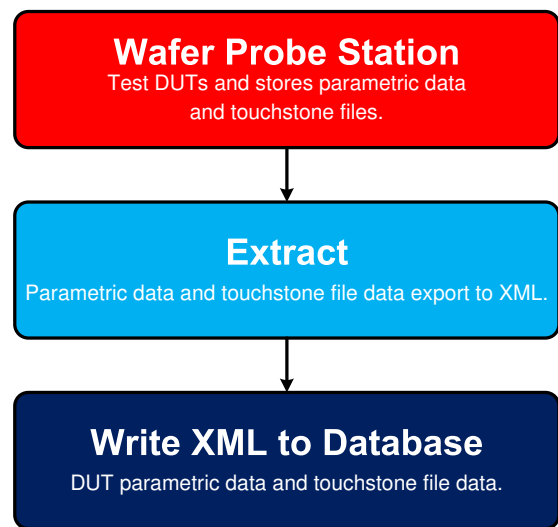 Wafer Probe Station
Test DUTs and stores parametric data
and touchstone files.
Extract
Parametric data and touchstone file data export to XML.
Write XML to Database
DUT parametric data and touchstone file data.